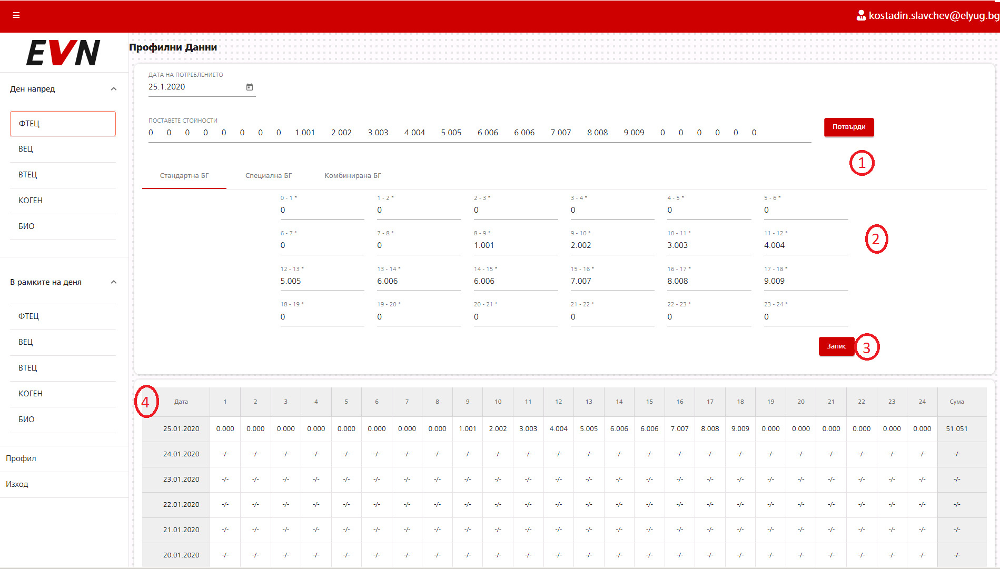 kostadin.slavchev@elyug.bg
EVN
Профилни Данни
Ден напред
ФТЕЦ
ВЕЦ
ВТЕЦ
КОГЕН
БИО
В рамките на деня
ФТЕЦ
ВЕЦ
ВТЕЦ
КОГЕН
БИО
Профил
Изход
ДАТА НА ПОТРЕБЛЕНИЕТО
25.1.2020
ПОСТАВЕТЕ СТОЙНОСТИ
0 0 0 0 0 0 0 0 1.001 2.002 3.003 4.004 5.005 6.006 6.006 7.007 8.008 9.009 0 0 0 0 0 0
Потвърди
1
Стандартна БГ Специална БГ Комбинирана БГ
0 - 1 * 1 - 2 * 2 - 3 * 3 - 4 * 4 - 5 * 5 - 6 *
0 0 0 0 0 0
6 - 7 * 7 - 8 * 8 - 9 * 9 - 10 * 10 - 11 * 11 - 12 *
0 0 1.001 2.002 3.003 4.004
2
12 - 13 * 13 - 14 * 14 - 15 * 15 - 16 * 16 - 17 * 17 - 18 *
5.005 6.006 6.006 7.007 8.008 9.009
18 - 19 * 19 - 20 * 20 - 21 * 21 - 22 * 22 - 23 * 23 - 24 *
0 0 0 0 0 0
Запис 3
4 Дата 1 2 3 4 5 6 7 8 9 10 11 12 13 14 15 16 17 18 19 20 21 22 23 24 Сума
25.01.2020 0.000 0.000 0.000 0.000 0.000 0.000 0.000 0.000 1.001 2.002 3.003 4.004 5.005 6.006 6.006 7.007 8.008 9.009 0.000 0.000 0.000 0.000 0.000 0.000 51.051
24.01.2020 -/- -/- -/- -/- -/- -/- -/- -/- -/- -/- -/- -/- -/- -/- -/- -/- -/- -/- -/- -/- -/- -/- -/- -/- -/-
23.01.2020 -/- -/- -/- -/- -/- -/- -/- -/- -/- -/- -/- -/- -/- -/- -/- -/- -/- -/- -/- -/- -/- -/- -/- -/- -/-
22.01.2020 -/- -/- -/- -/- -/- -/- -/- -/- -/- -/- -/- -/- -/- -/- -/- -/- -/- -/- -/- -/- -/- -/- -/- -/- -/-
21.01.2020 -/- -/- -/- -/- -/- -/- -/- -/- -/- -/- -/- -/- -/- -/- -/- -/- -/- -/- -/- -/- -/- -/- -/- -/- -/-
20.01.2020 -/- -/- -/- -/- -/- -/- -/- -/- -/- -/- -/- -/- -/- -/- -/- -/- -/- -/- -/- -/- -/- -/- -/- -/- -/-